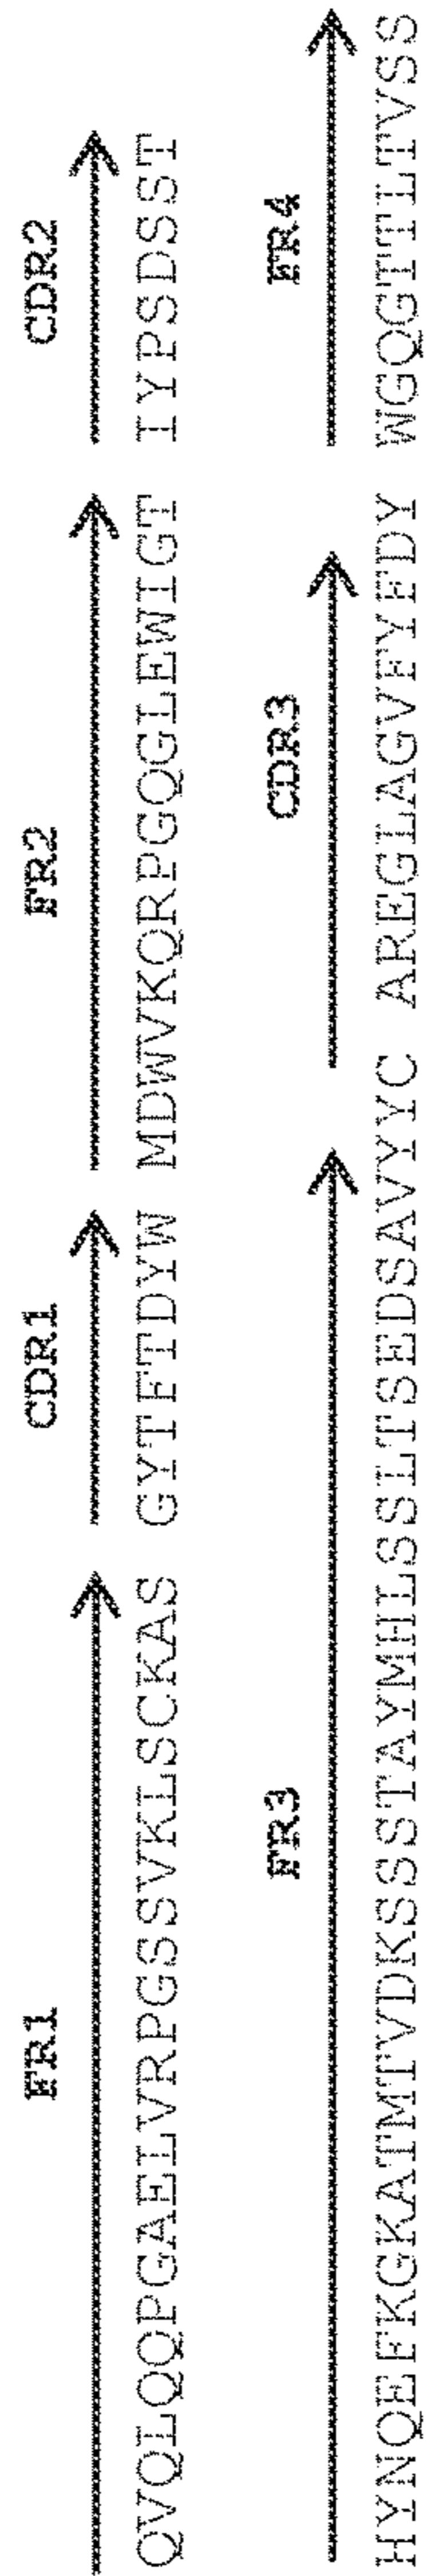 FR1 CDR1 FR2 CDR2
QVQLQQPGAELVRPGSSVKLSCKAS GYTFTDYW MDWVKQRPGQGLEWIGT IYPSDSST
FR3 CDR3 FR4
HYNQEFKGKATMTVDKSSSTAYMHLSSLTSEDSAVYYC AREGLAGVFYFDY WGQGTTLTVSS